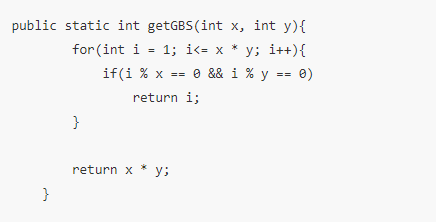 public static int getGBS(int x, int y){
for(int i = 1; i<= x * y; i++){
if(i % x == 0 && i % y == 0)
return i;
}
return x * y;
}